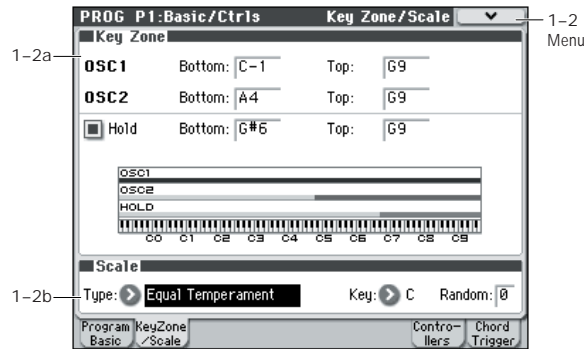 PROG P1:Basic/Ctrls Key Zone/Scale
1–2
Menu
Key Zone
1–2a
OSC1 Bottom: C-1 Top: G9
OSC2 Bottom: A4 Top: G9
Hold Bottom: G#6 Top: G9
OSC1
OSC2
HOLD
C0 C1 C2 C3 C4 C5 C6 C7 C8 C9
Scale
1–2b
Type: Equal Temperament Key: C Random: 0
Program Basic
KeyZone /Scale
Contro- llers
Chord Trigger